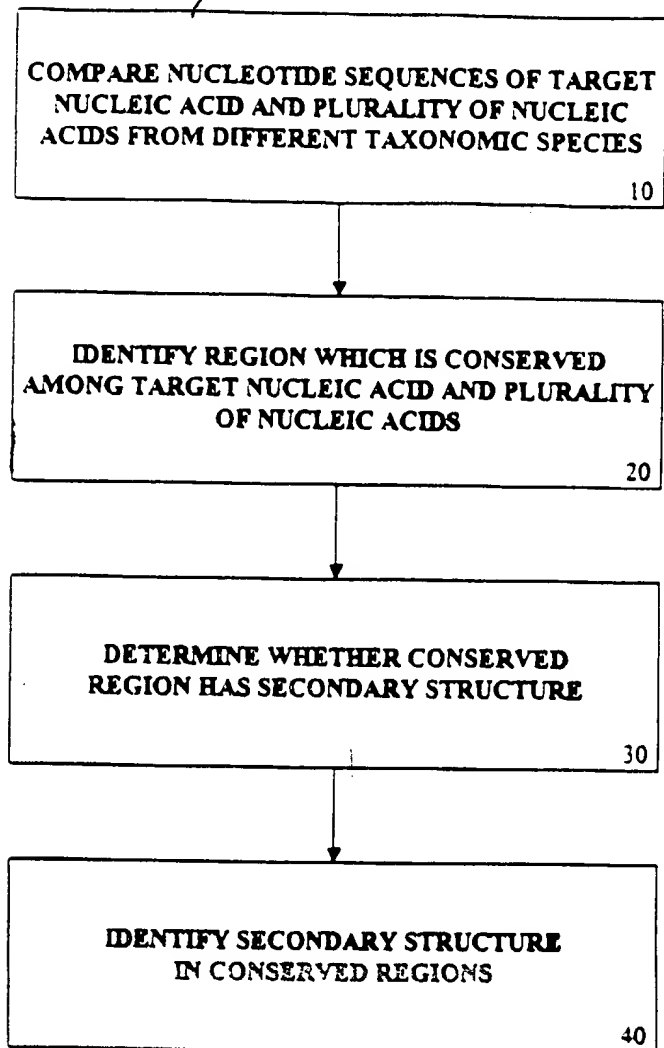 COMPARE NUCLEOTIDE SEQUENCES OF TARGET
NUCLEIC ACID AND PLURALITY OF NUCLEIC
ACIDS FROM DIFFERENT TAXONOMIC SPECIES
10
IDENTIFY REGION WHICH IS CONSERVED
AMONG TARGET NUCLEIC ACID AND PLURALITY
OF NUCLEIC ACIDS
20
DETERMINE WHETHER CONSERVED
REGION HAS SECONDARY STRUCTURE
30
IDENTIFY SECONDARY STRUCTURE
IN CONSERVED REGIONS
40